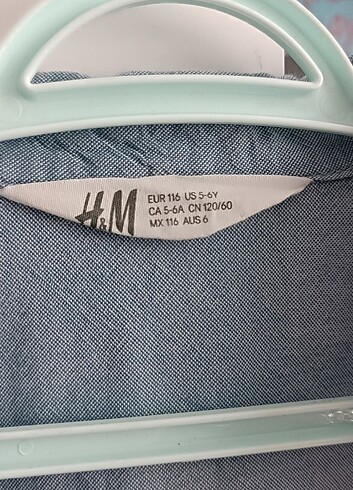 H&M
EUR 116 US 5-6Y
CA 5-6A CN 120/60
MX 116 AUS 6